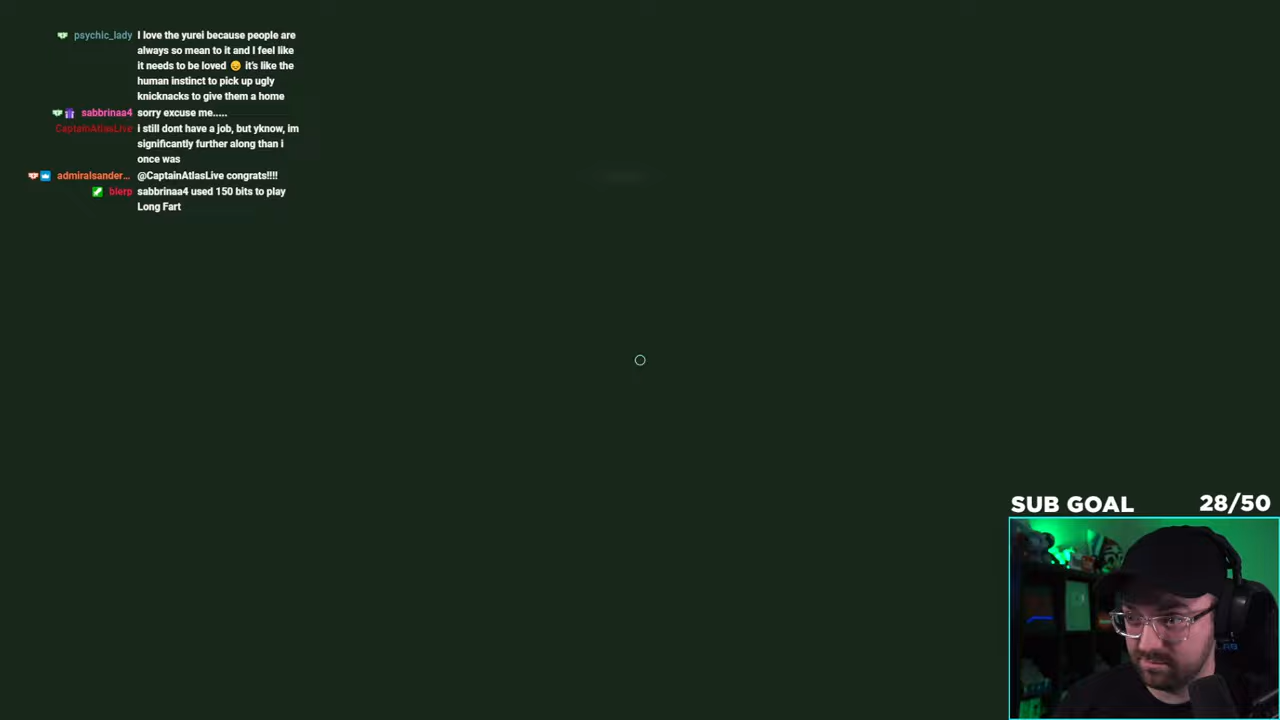 psychic_lady I love the yurei because people are
always so mean to it and I feel like
it needs to be loved 😔 it's like the
human instinct to pick up ugly
knicknacks to give them a home
sabbrinaa4 sorry excuse me.....
CaptainAtlasLive i still dont have a job, but yknow, im
significantly further along than i
once was
admiralsander... @CaptainAtlasLive congrats!!!!
blerp sabbrinaa4 used 150 bits to play
Long Fart
SUB GOAL 28/50